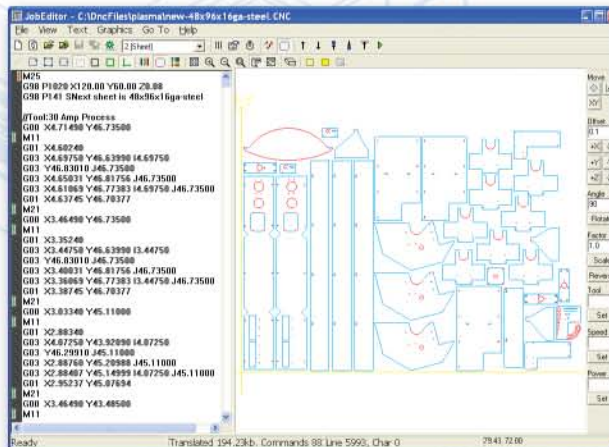 JobEditor - C:\DncFiles\plasma\new-48x96x16ga-steel.CNC
File View Text Graphics Go To Help
2 [Sheet]
M25
G90 P1020 X120.00 Y60.00 Z0.08
G90 P141 SNext sheet is 48x96x16ga-steel
//Tool:30 Amp Process
G00 X4.71490 Y46.73500
M11
G01 X4.60240
G03 X4.69750 Y46.63990 I4.69750
G03 Y46.83010 J46.73500
G03 X4.65031 Y46.81756 J46.73500
G03 X4.61069 Y46.77383 I4.69750 J46.73500
G01 X4.63745 Y46.70377
M21
G00 X3.46490 Y46.73500
M11
G01 X3.35240
G03 X3.44750 Y46.63990 I3.44750
G03 Y46.83010 J46.73500
G03 X3.40031 Y46.81756 J46.73500
G03 X3.36069 Y46.77383 I3.44750 J46.73500
G01 X3.38745 Y46.70377
M21
G00 X3.03340 Y45.11000
M11
G01 X2.88340
G03 X4.07250 Y43.92090 I4.07250
G03 Y46.29910 J45.11000
G03 X2.88760 Y45.20988 J45.11000
G03 X2.88407 Y45.14999 I4.07250 J45.11000
G01 X2.95237 Y45.07694
M21
G00 X3.46490 Y43.48500
M11
Move
XY
Offset
0.1
+X
+Y
+Z
Angle
90
Rotat
Factor
1.0
Scale
Revers
Tool
Set
Speed
Set
Power
Set
Ready
Translated 194.23kb. Commands 88 Line 5993, Char 0
79.43 72.00